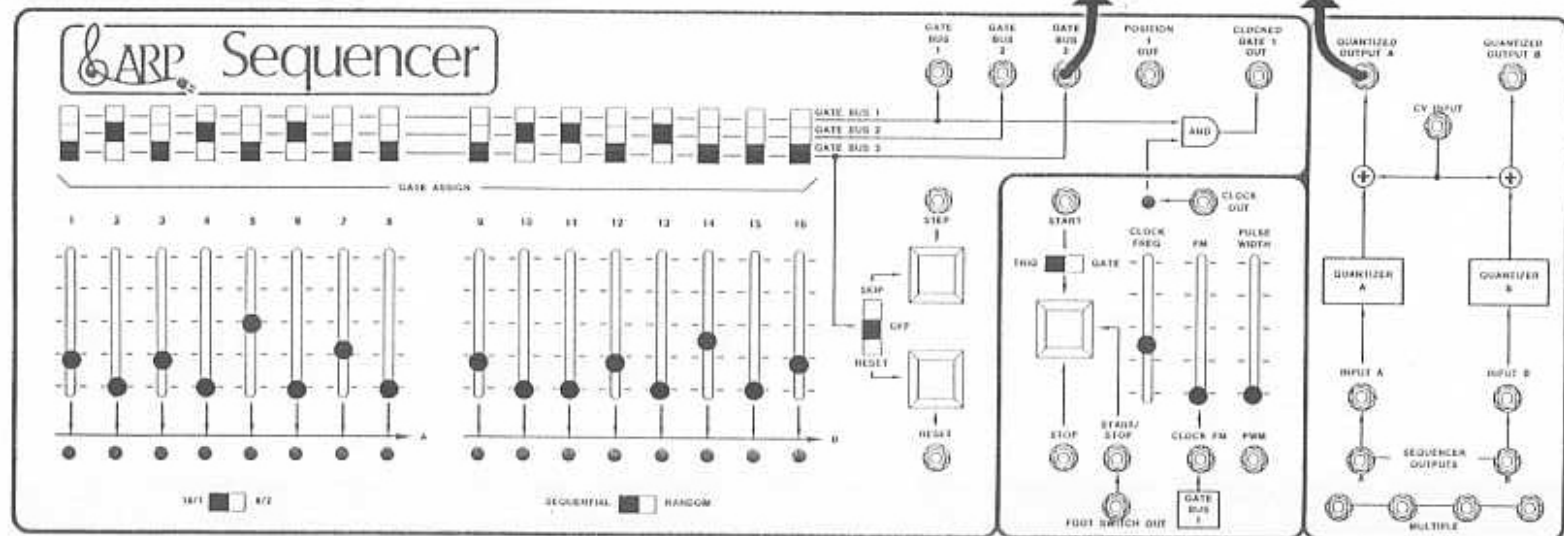 ARP Sequencer
GATE BUS 1
GATE BUS 2
GATE BUS 3
POSITION 1 OUT
CLOCKED GATE 1 OUT
QUANTIZED OUTPUT A
QUANTIZED OUTPUT B
GATE BUS 1
GATE BUS 2
GATE BUS 3
AND
CV INPUT
GATE ASSIGN
1 2 3 4 5 6 7 8
9 10 11 12 13 14 15 16
STEP
START
CLOCK OUT
CLOCK FREQ
FM
PULSE WIDTH
TRIG
GATE
SKIP
OFF
RESET
QUANTIZER A
QUANTIZER B
INPUT A
INPUT B
A
B
RESET
STOP
START/STOP
CLOCK FM
PWM
SEQUENCER OUTPUTS
A
B
16/1
8/2
SEQUENTIAL
RANDOM
FOOT SWITCH OUT
GATE BUS 1
MULTIPLE